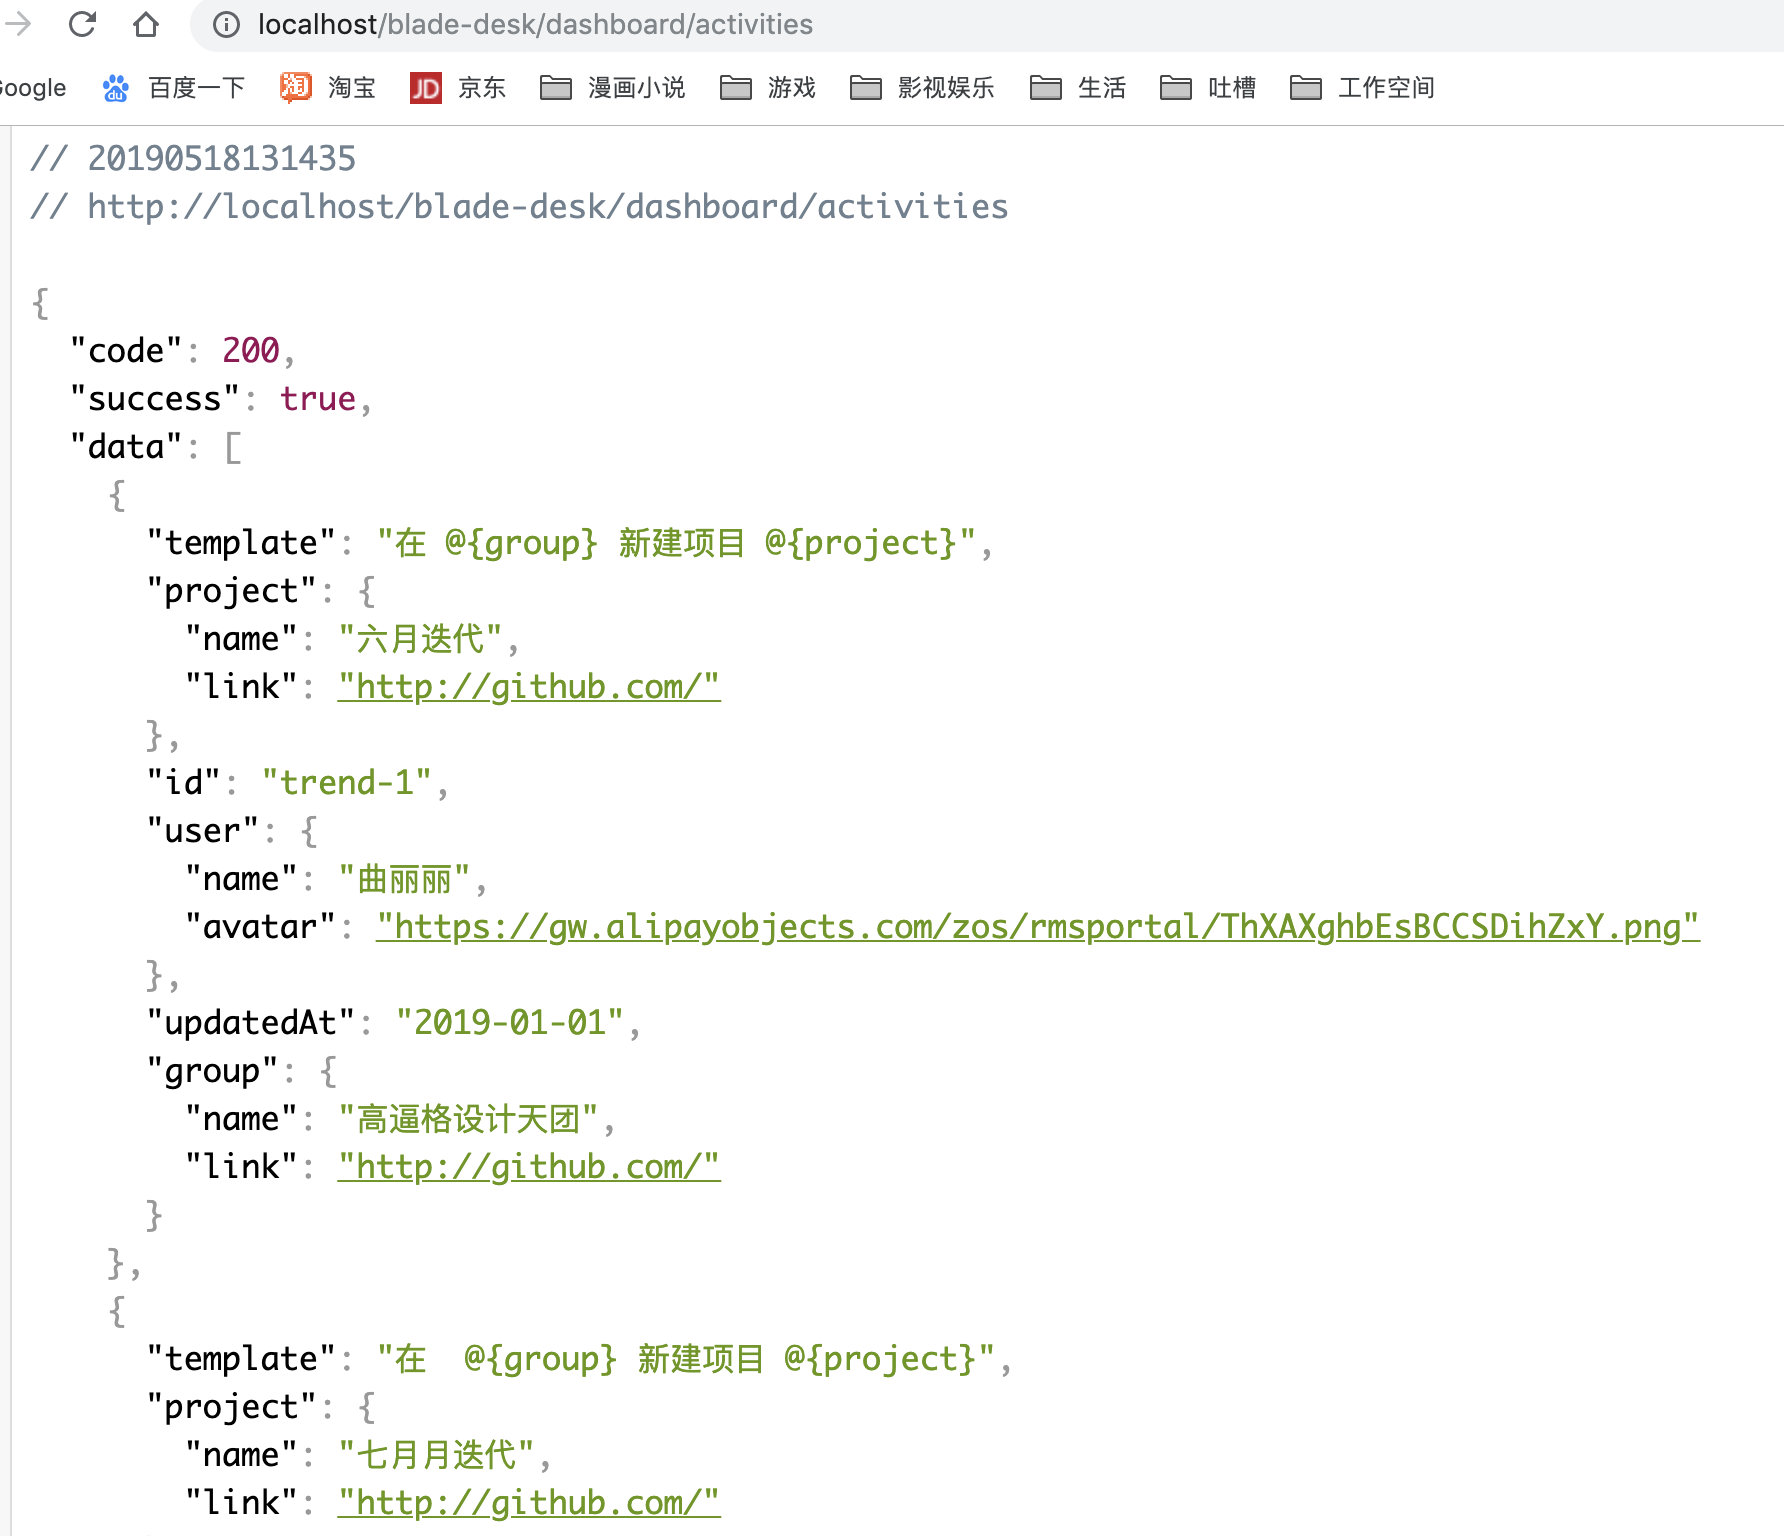 localhost/blade-desk/dashboard/activities
oogle 百度一下 淘 淘宝 JD 京东 漫画小说 游戏 影视娱乐 生活 吐槽 工作空间
// 20190518131435
// http://localhost/blade-desk/dashboard/activities
{
"code": 200,
"success": true,
"data": [
{
"template": "在 @{group} 新建项目 @{project}",
"project": {
"name": "六月迭代",
"link": "http://github.com/"
},
"id": "trend-1",
"user": {
"name": "曲丽丽",
"avatar": "https://gw.alipayobjects.com/zos/rmsportal/ThXAXghbEsBCCSDihZxY.png"
},
"updatedAt": "2019-01-01",
"group": {
"name": "高逼格设计天团",
"link": "http://github.com/"
}
},
{
"template": "在  @{group} 新建项目 @{project}",
"project": {
"name": "七月月迭代",
"link": "http://github.com/"